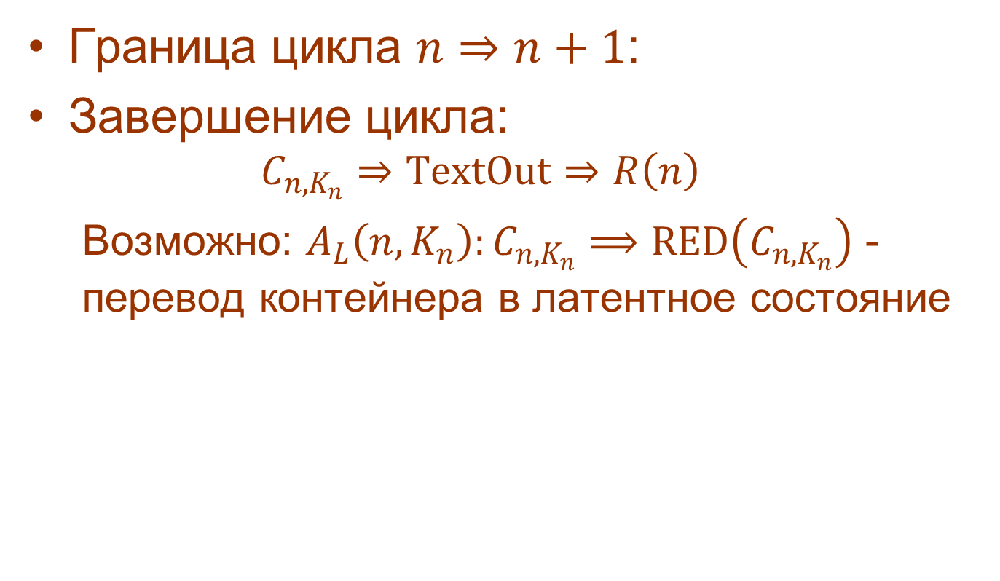 • Граница цикла 𝑛 ⇒ 𝑛 + 1:
• Завершение цикла:
𝐶_{𝑛,𝐾_𝑛} ⇒ TextOut ⇒ 𝑅(𝑛)
Возможно: 𝐴_𝐿(𝑛, 𝐾_𝑛): 𝐶_{𝑛,𝐾_𝑛} ⟹ RED(𝐶_{𝑛,𝐾_𝑛}) -
перевод контейнера в латентное состояние